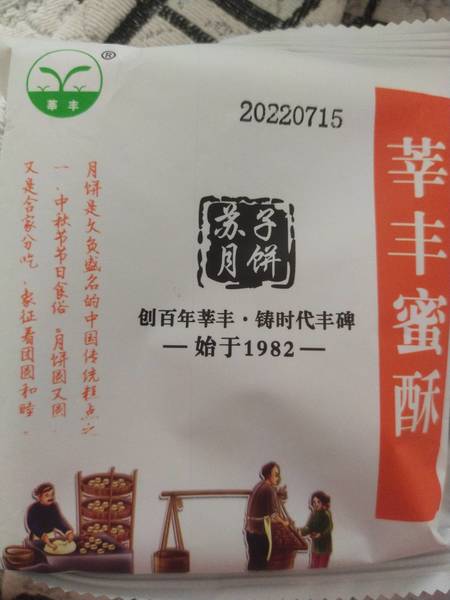 ®
莘丰
20220715
莘丰蜜酥
苏子
月饼
创百年莘丰·铸时代丰碑
—始于1982—
月饼是久负盛名的中国传统糕点之
一、中秋节节日食俗。月饼圆又圆
又是合家分吃、象征着团圆和睦。